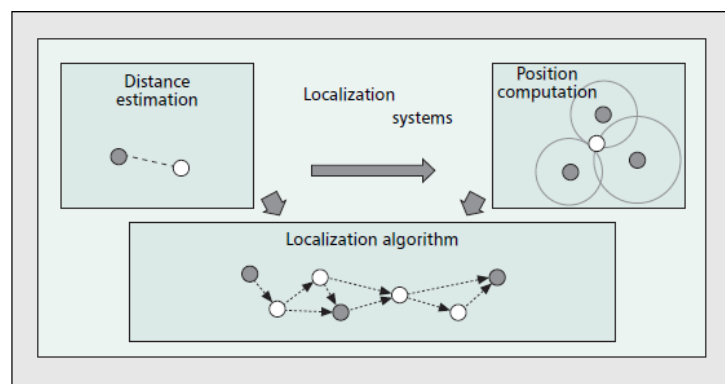 Distance
estimation
Localization
systems
Position
computation
Localization algorithm